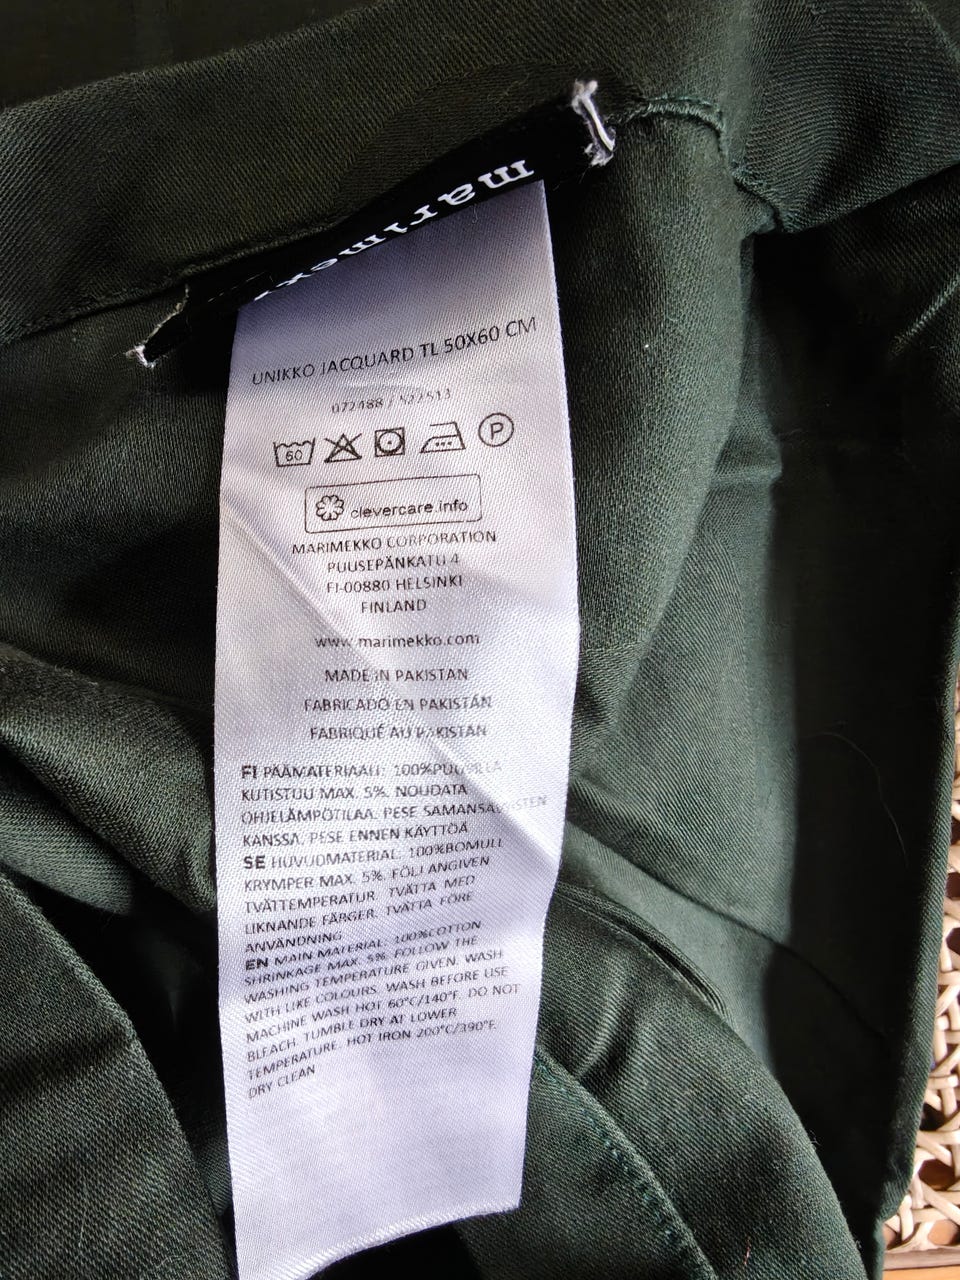 marimekk
UNIKKO JACQUARD TL 50X60 CM
072488 / 522513
60 P
clevercare.info
MARIMEKKO CORPORATION
PUUSEPÄNKATU 4
FI-00880 HELSINKI
FINLAND
www.marimekko.com
MADE IN PAKISTAN
FABRICADO EN PAKISTÁN
FABRIQUÉ AU PAKISTAN
FI PÄÄMATERIAALI: 100%PUUVILLA
KUTISTUU MAX. 5%. NOUDATA
OHJELÄMPÖTILAA. PESE SAMANSÄVYISTEN
KANSSA. PESE ENNEN KÄYTTÖÄ
SE HUVUDMATERIAL: 100%BOMULL
KRYMPER MAX. 5%. FÖLJ ANGIVEN
TVÄTTEMPERATUR. TVÄTTA MED
LIKNANDE FÄRGER. TVÄTTA FÖRE
ANVÄNDNING
EN MAIN MATERIAL: 100%COTTON
SHRINKAGE MAX. 5%. FOLLOW THE
WASHING TEMPERATURE GIVEN. WASH
WITH LIKE COLOURS. WASH BEFORE USE
MACHINE WASH HOT 60°C/140°F. DO NOT
BLEACH. TUMBLE DRY AT LOWER
TEMPERATURE. HOT IRON 200°C/390°F.
DRY CLEAN